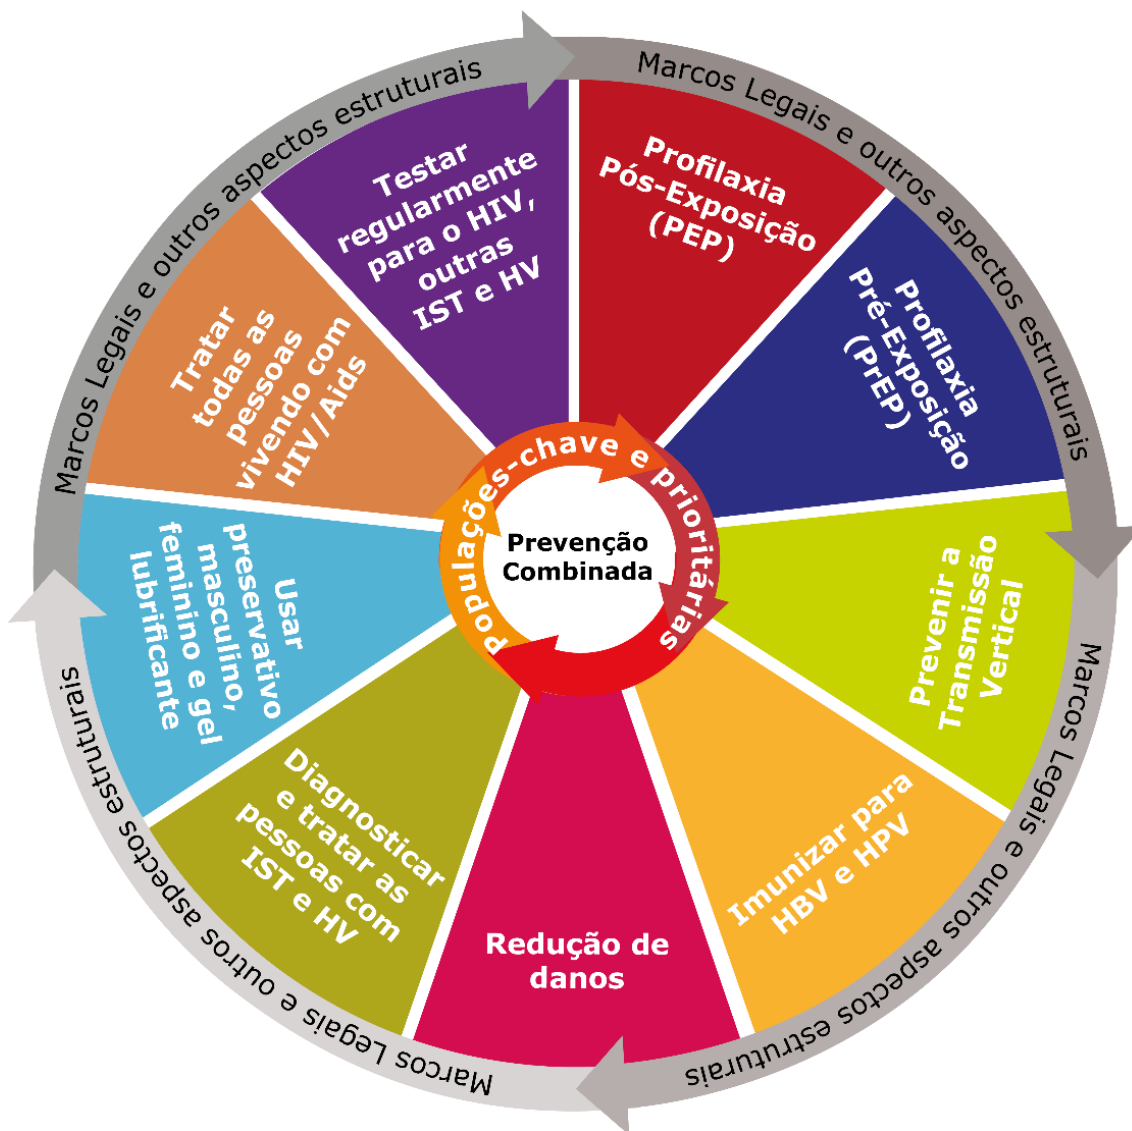 Marcos Legais e outros aspectos estruturais
Marcos Legais e outros aspectos estruturais
Marcos Legais e outros aspectos estruturais
Marcos Legais e outros aspectos estruturais
Testar
regularmente
para o HIV,
outras
IST e HV
Profilaxia
Pós-Exposição
(PEP)
Profilaxia
Pré-Exposição
(PrEP)
Prevenir a
Transmissão
Vertical
Imunizar para
HBV e HPV
Redução de
danos
Diagnosticar
e tratar as
pessoas com
IST e HV
Usar
preservativo
masculino,
feminino e gel
lubrificante
Tratar
todas as
pessoas
vivendo com
HIV/Aids
Populações-chave e prioritárias
Prevenção
Combinada